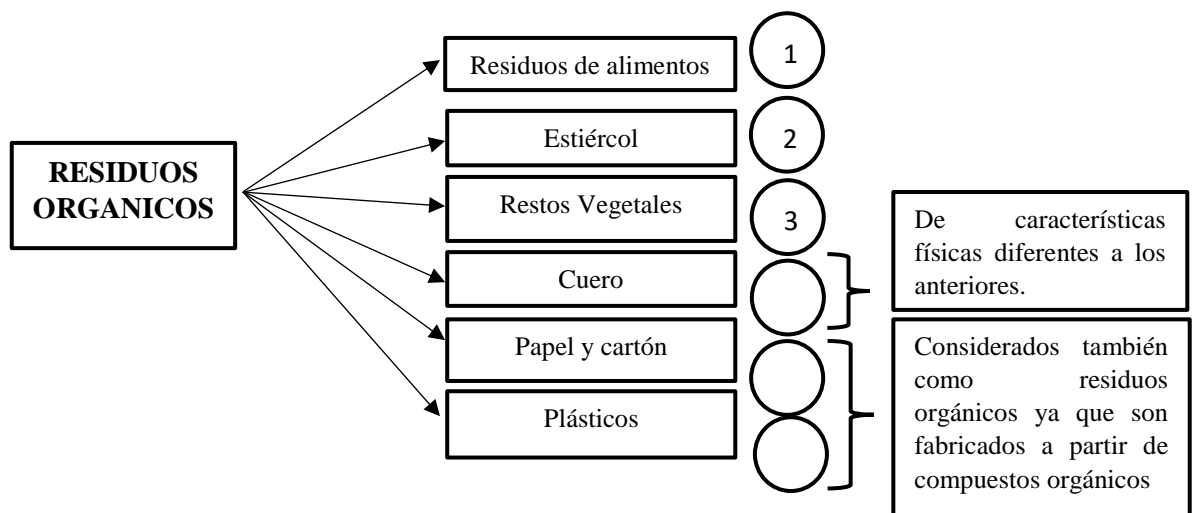 RESIDUOS
ORGANICOS
Residuos de alimentos
1
Estiércol
2
Restos Vegetales
3
Cuero
Papel y cartón
Plásticos
De características
físicas diferentes a los
anteriores.
Considerados también
como residuos
orgánicos ya que son
fabricados a partir de
compuestos orgánicos